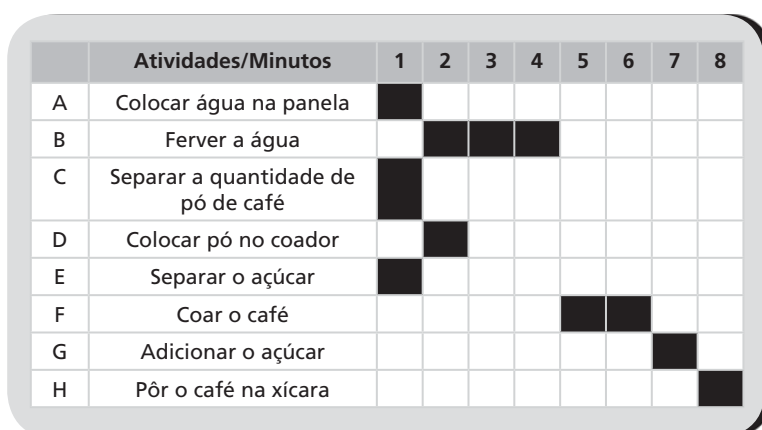 Atividades/Minutos 1 2 3 4 5 6 7 8
A Colocar água na panela
B Ferver a água
C Separar a quantidade de
pó de café
D Colocar pó no coador
E Separar o açúcar
F Coar o café
G Adicionar o açúcar
H Pôr o café na xícara